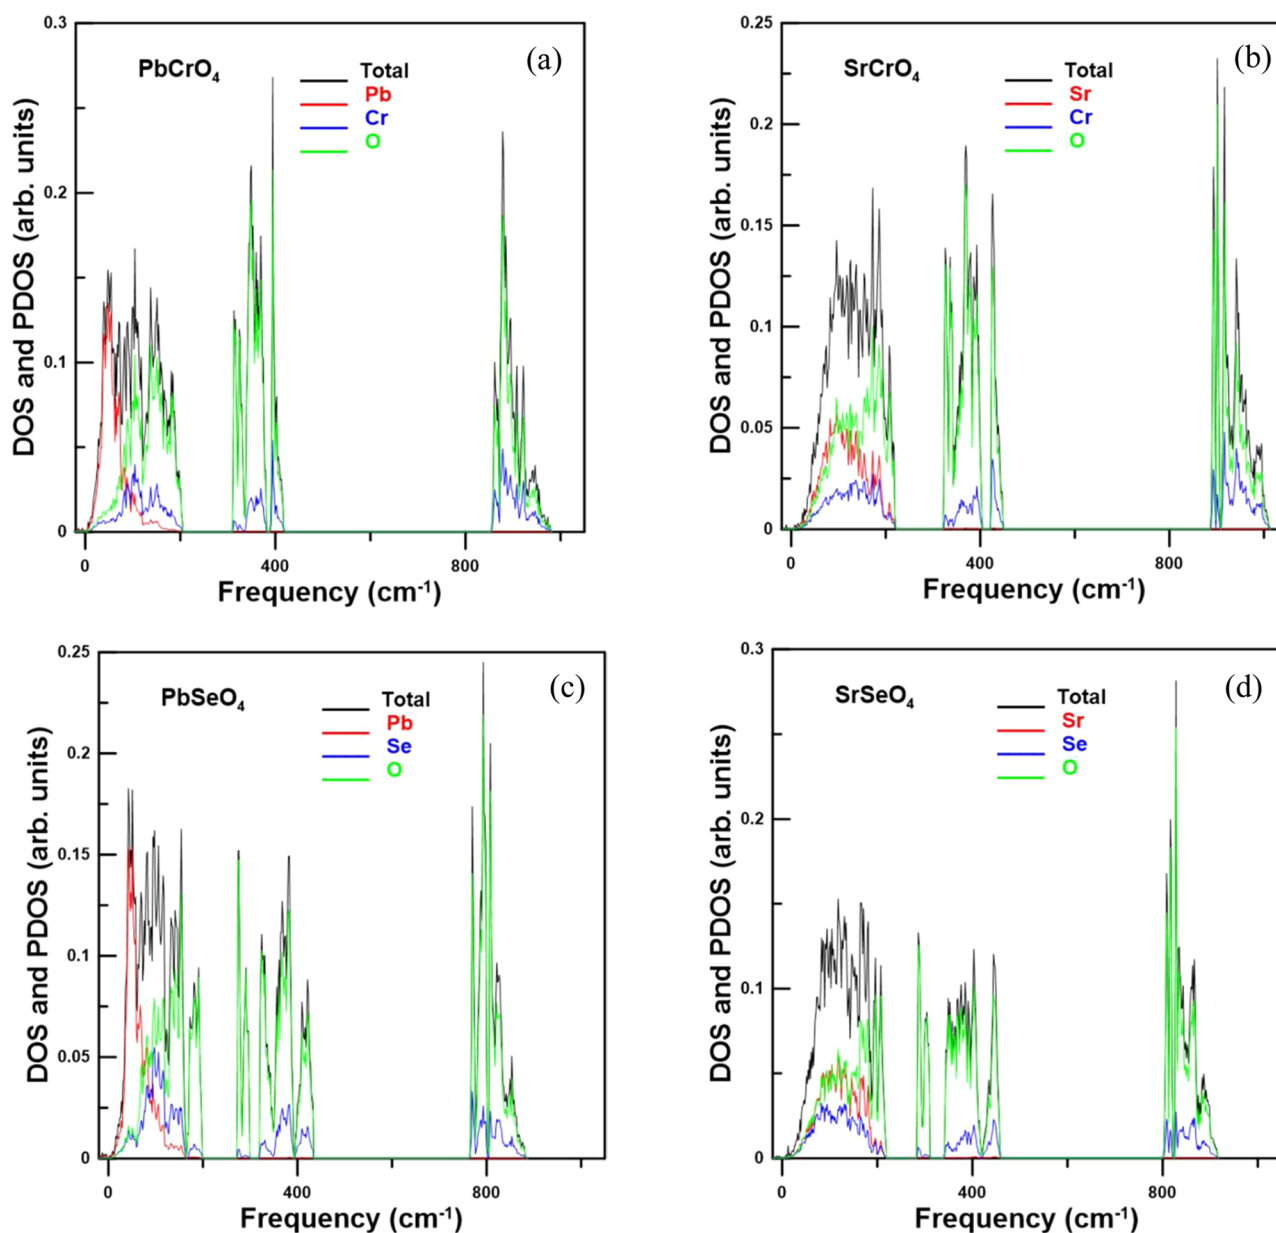 0.3
0.2
0.1
0
DOS and PDOS (arb. units)
PbCrO4
(a)
Total
Pb
Cr
O
0
400
800
Frequency (cm-1)
0.25
0.2
0.15
0.1
0.05
0
DOS and PDOS (arb. units)
SrCrO4
(b)
Total
Sr
Cr
O
0
400
800
Frequency (cm-1)
0.25
0.2
0.15
0.1
0.05
0
DOS and PDOS (arb. units)
PbSeO4
(c)
Total
Pb
Se
O
0
400
800
Frequency (cm-1)
0.3
0.2
0.1
0
DOS and PDOS (arb. units)
SrSeO4
(d)
Total
Sr
Se
O
0
400
800
Frequency (cm-1)